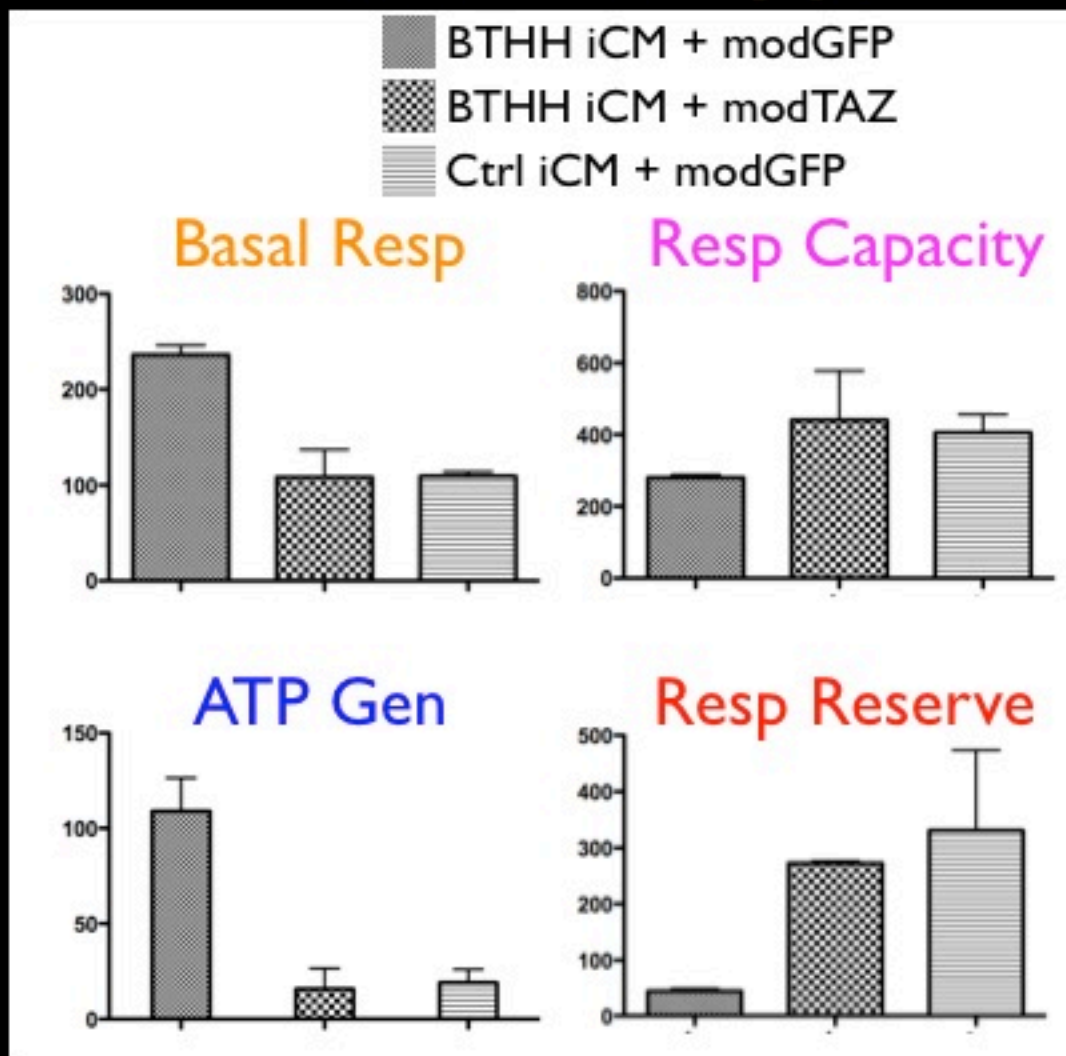 BTHH iCM + modGFP
BTHH iCM + modTAZ
Ctrl iCM + modGFP
Basal Resp
300
200
100
0
Resp Capacity
800
600
400
200
0
ATP Gen
150
100
50
0
Resp Reserve
500
400
300
200
100
0